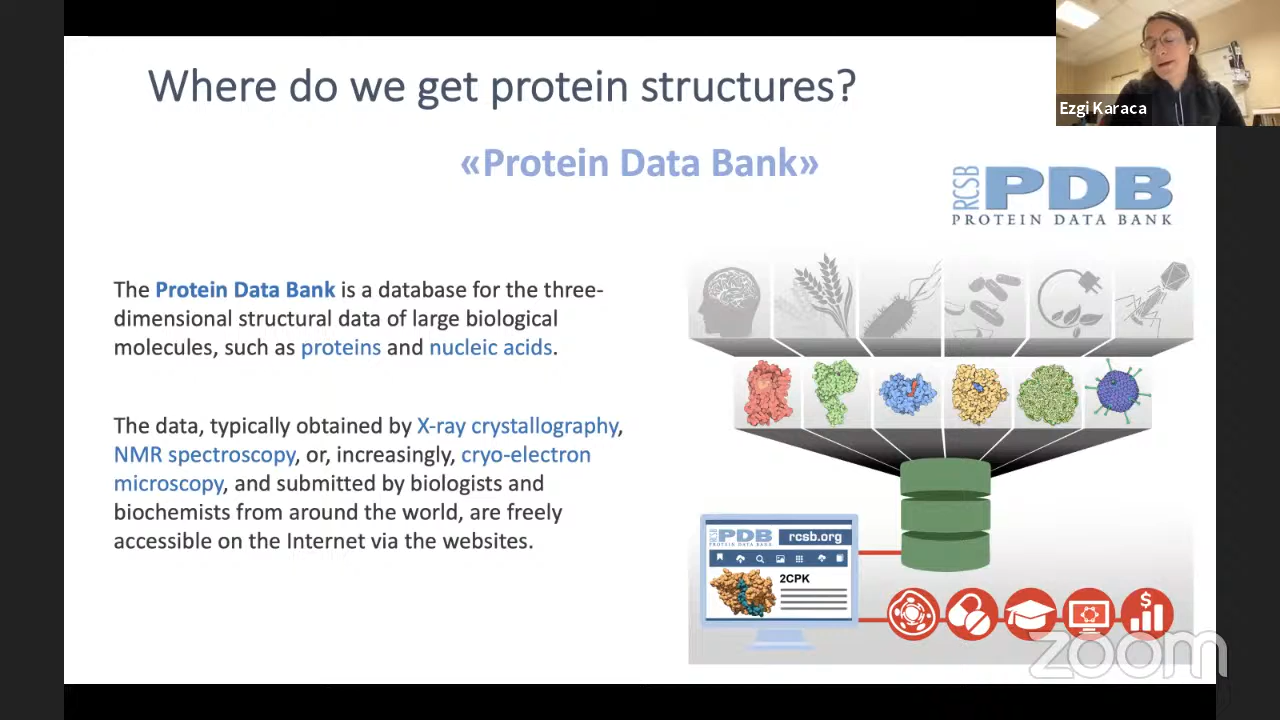 Where do we get protein structures?
«Protein Data Bank»
RCSB
PDB
PROTEIN DATA BANK
Ezgi Karaca
The Protein Data Bank is a database for the three-
dimensional structural data of large biological
molecules, such as proteins and nucleic acids.
The data, typically obtained by X-ray crystallography,
NMR spectroscopy, or, increasingly, cryo-electron
microscopy, and submitted by biologists and
biochemists from around the world, are freely
accessible on the Internet via the websites.
RCSB
PDB
PROTEIN DATA BANK
rcsb.org
2CPK
$
zoom